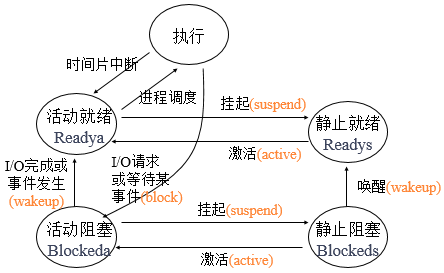 执行
时间片中断
进程调度
活动就绪
Readya
挂起(suspend)
静止就绪
Readys
激活(active)
I/O完成或
事件发生
(wakeup)
I/O请求
或等待某
事件(block)
唤醒(wakeup)
活动阻塞
Blockeda
挂起(suspend)
静止阻塞
Blockeds
激活(active)